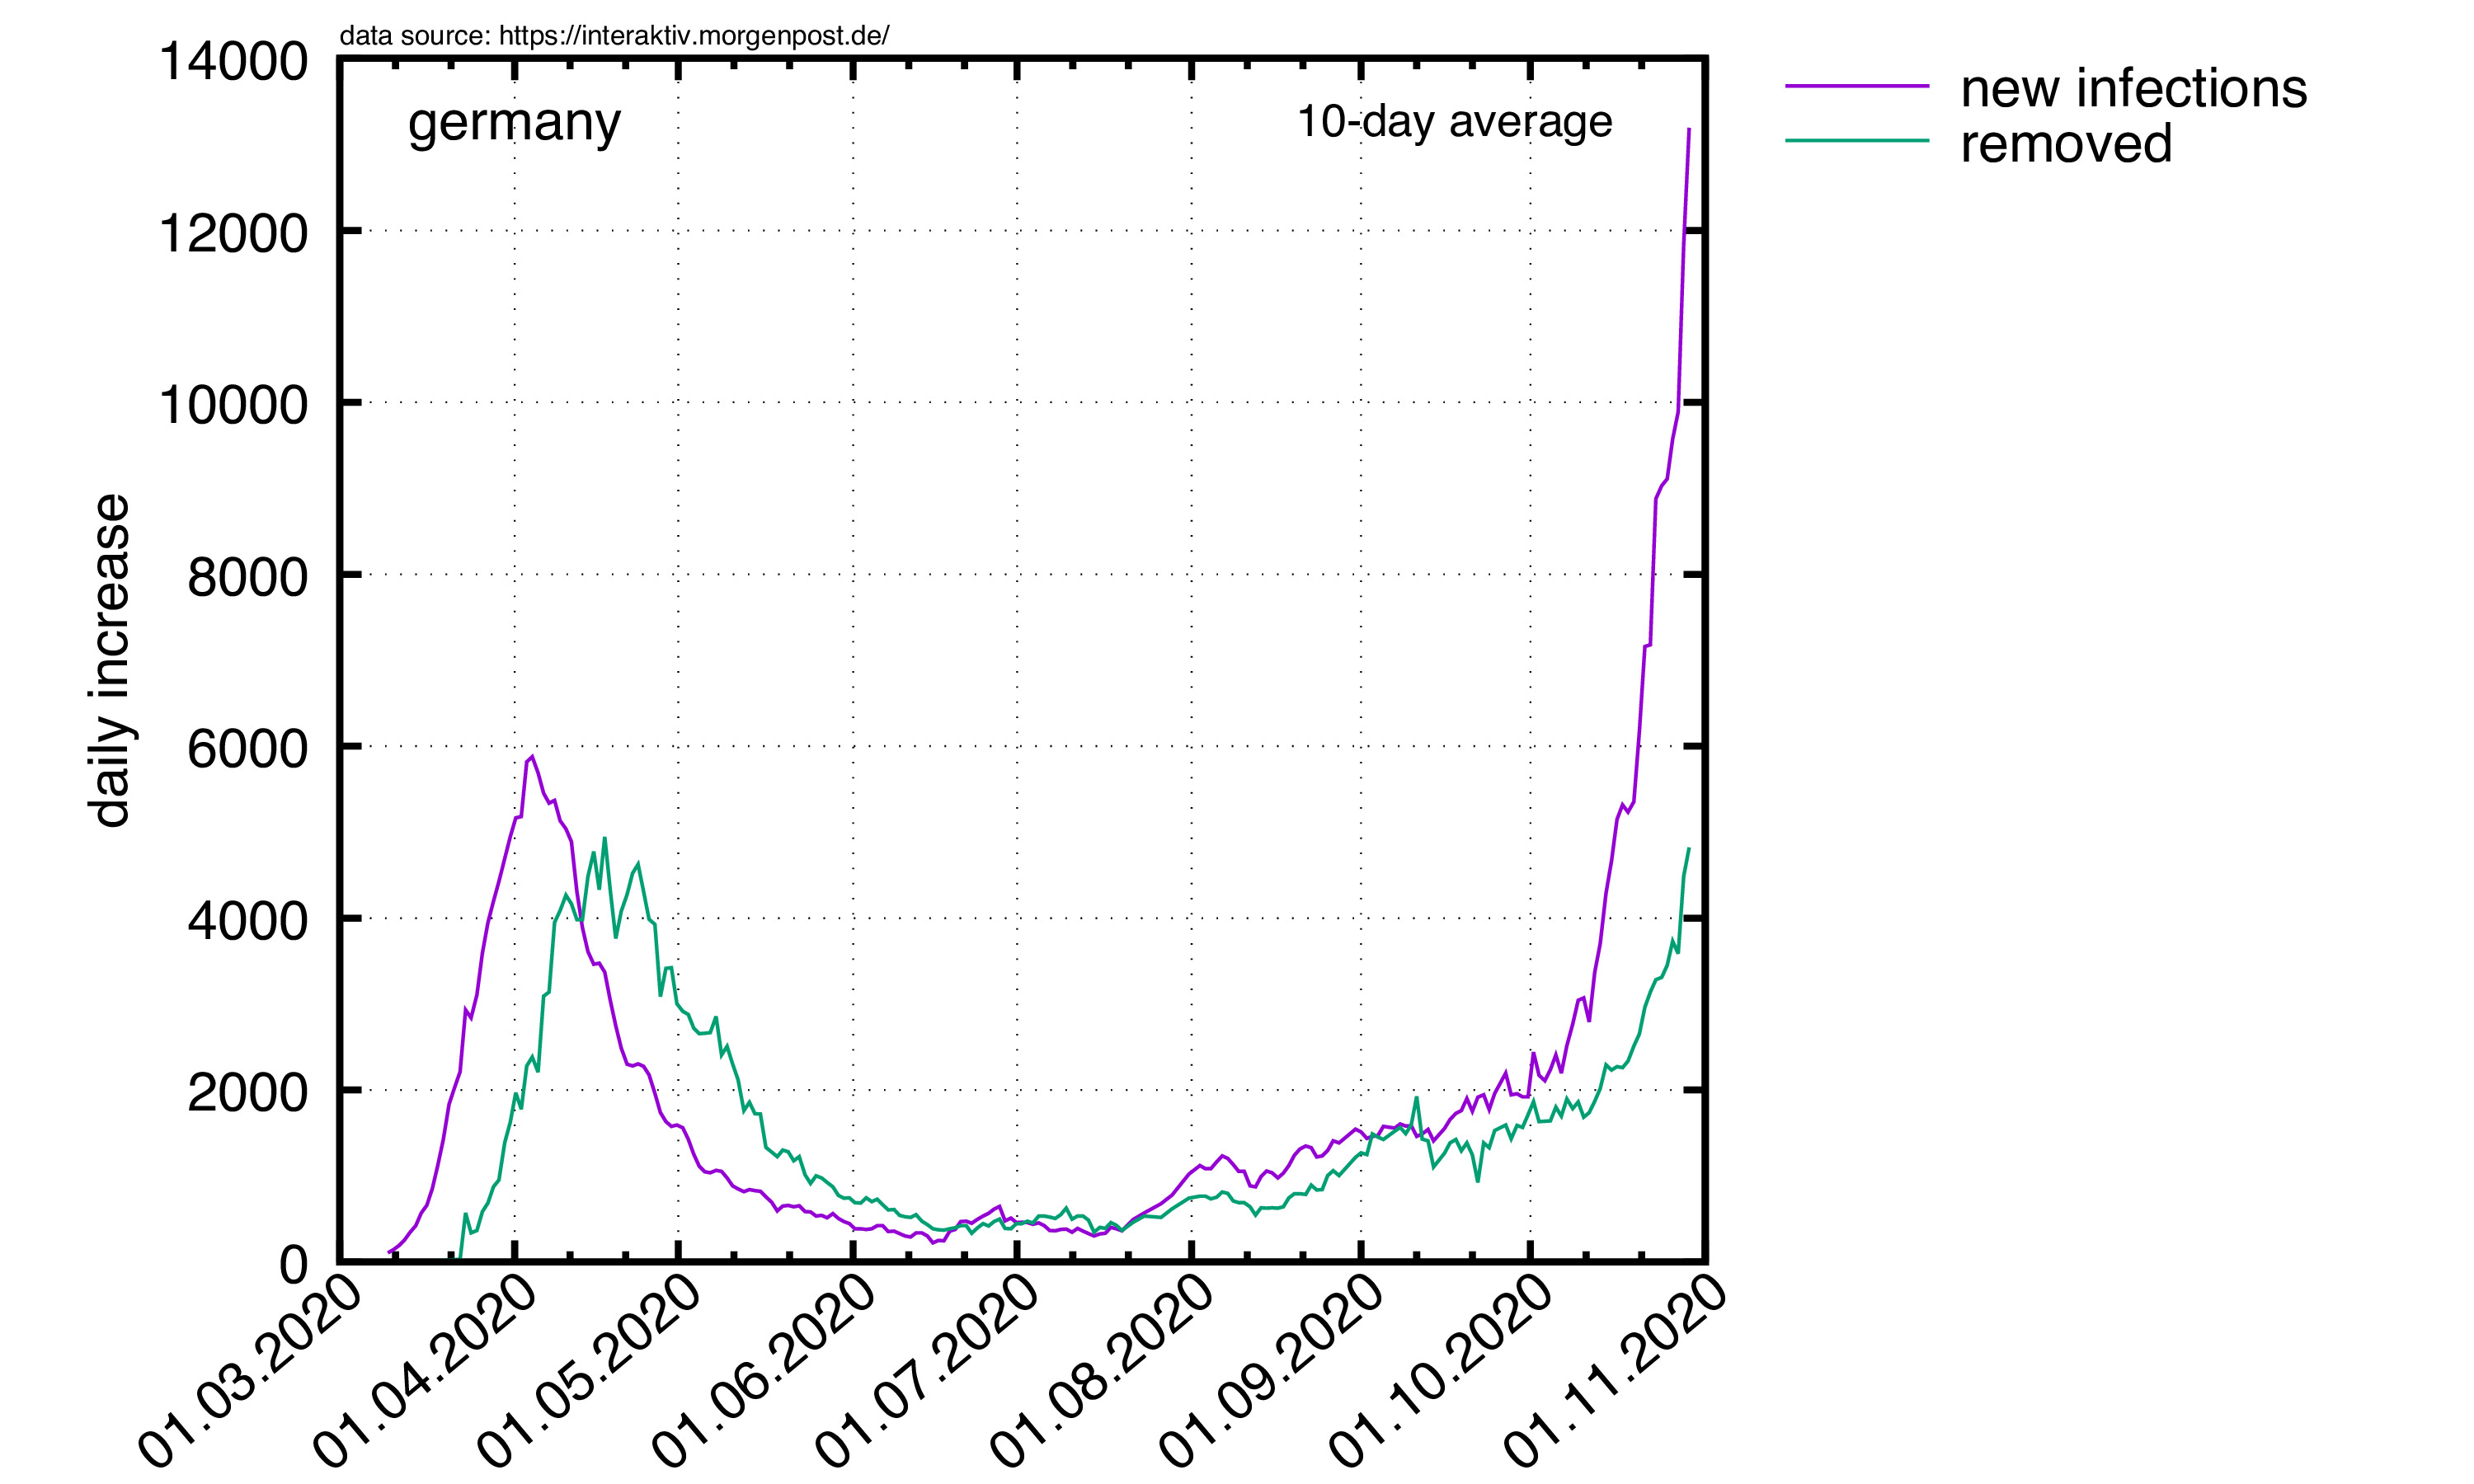 data source: https://interaktiv.morgenpost.de/
germany
10-day average
new infections
removed
daily increase
14000
12000
10000
8000
6000
4000
2000
0
01.03.2020
01.04.2020
01.05.2020
01.06.2020
01.07.2020
01.08.2020
01.09.2020
01.10.2020
01.11.2020